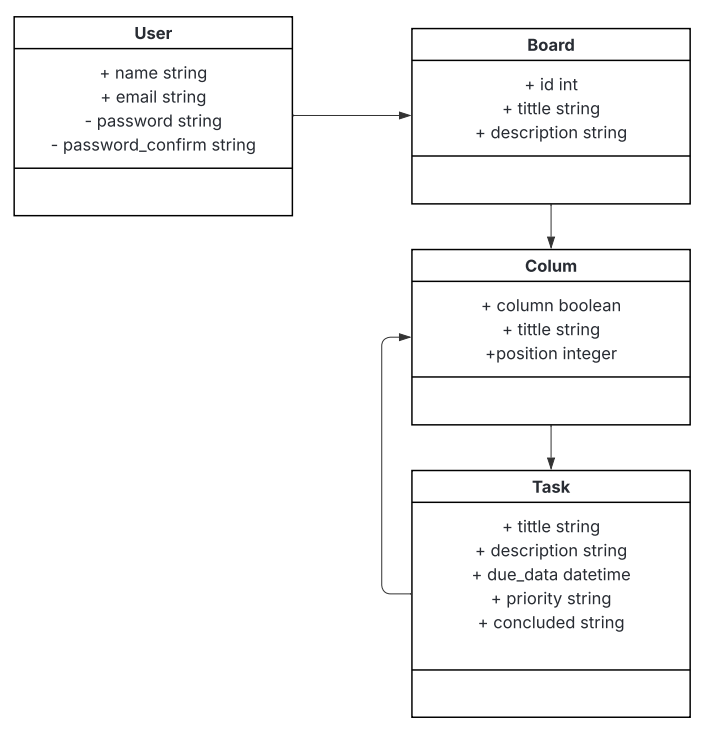 User
+ name string
+ email string
- password string
- password_confirm string
Board
+ id int
+ tittle string
+ description string
Colum
+ column boolean
+ tittle string
+position integer
Task
+ tittle string
+ description string
+ due_data datetime
+ priority string
+ concluded string